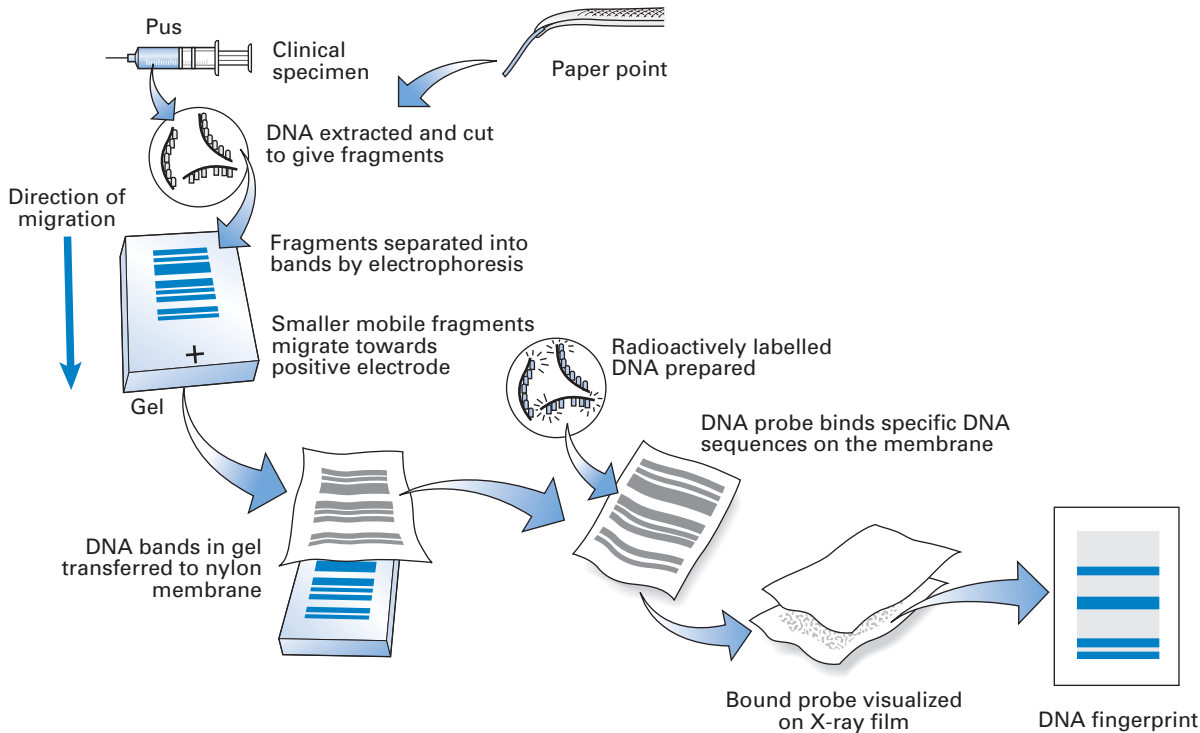 Pus
Clinical
specimen
Paper point
DNA extracted and cut
to give fragments
Direction of
migration
Fragments separated into
bands by electrophoresis
Smaller mobile fragments
migrate towards
positive electrode
+
Gel
Radioactively labelled
DNA prepared
DNA probe binds specific DNA
sequences on the membrane
DNA bands in gel
transferred to nylon
membrane
Bound probe visualized
on X-ray film
DNA fingerprint